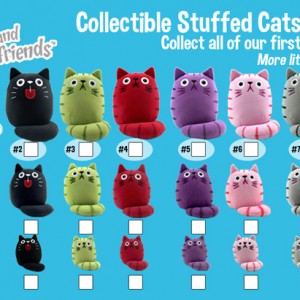 and
friends
Collectible Stuffed Cats
Collect all of our first
More lit
#2 #3 #4 #5 #6 #7